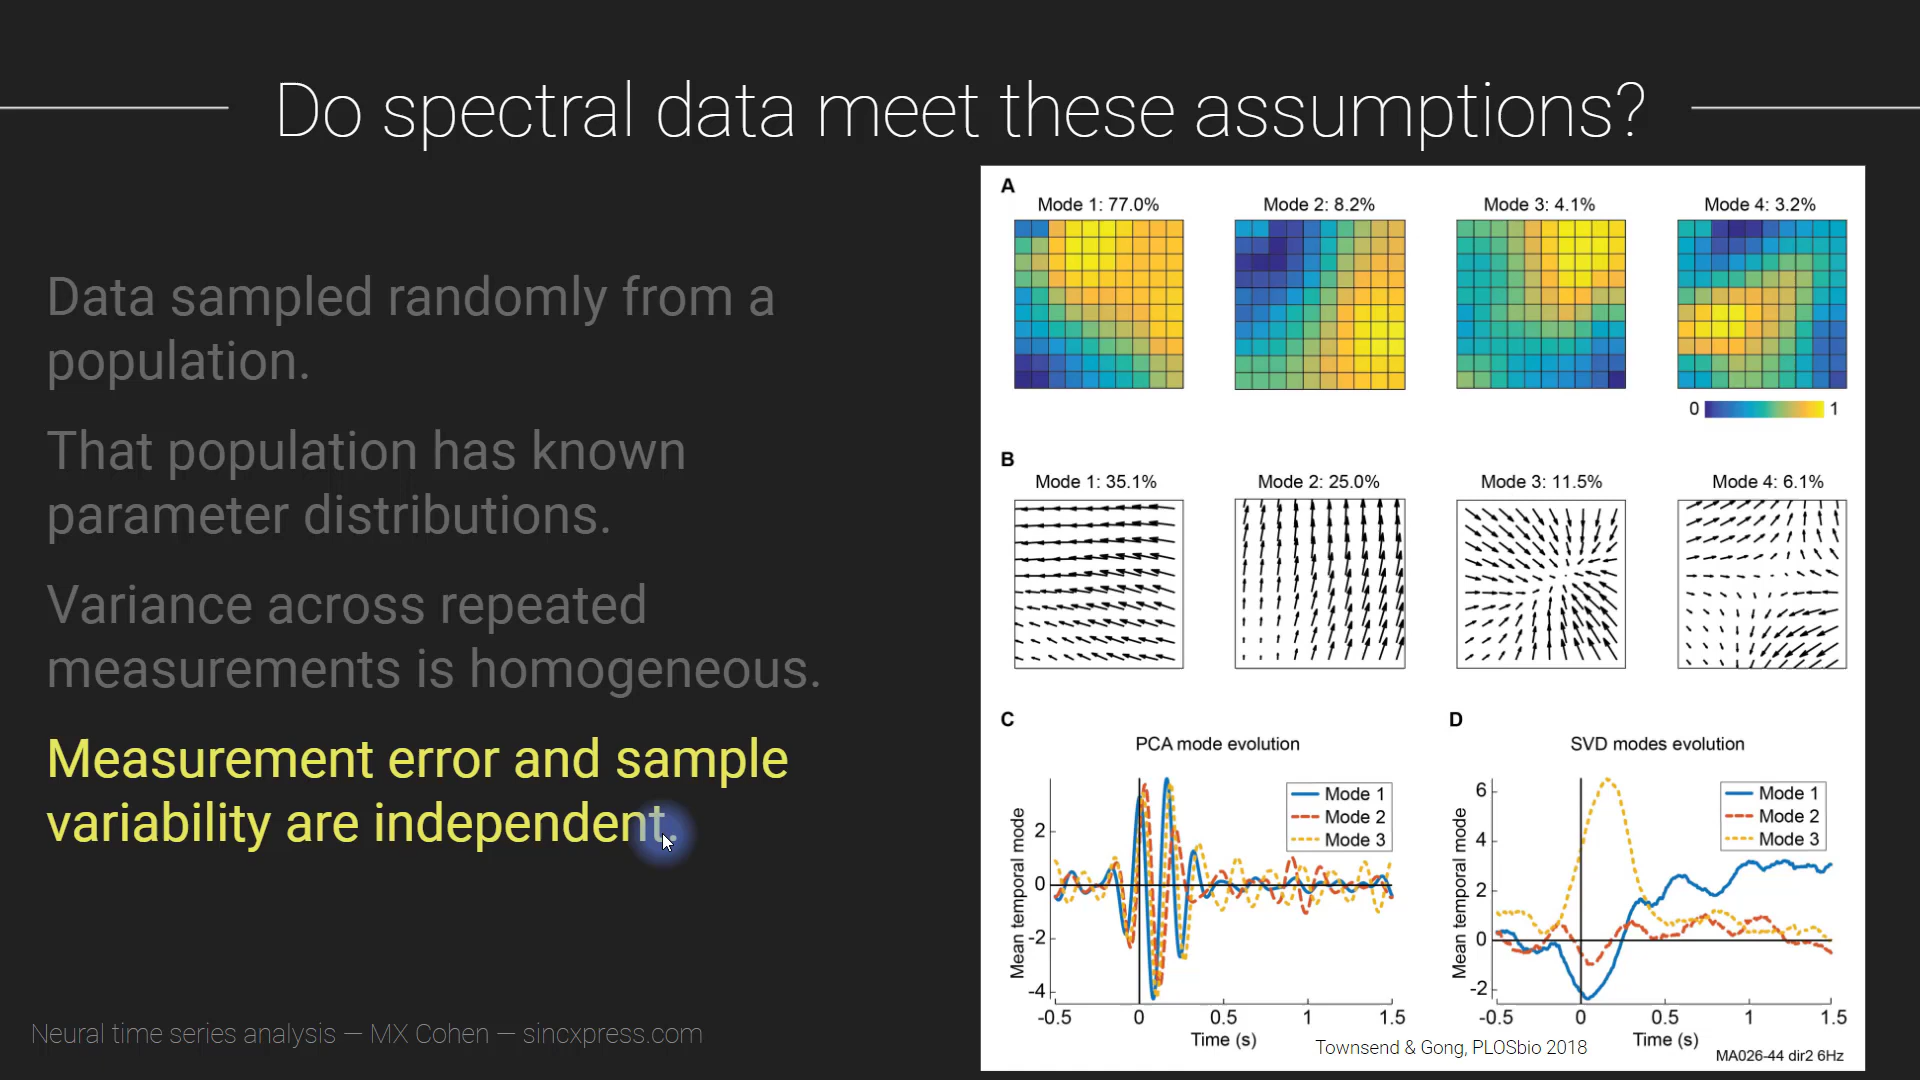 Do spectral data meet these assumptions?
Data sampled randomly from a
population.
That population has known
parameter distributions.
Variance across repeated
measurements is homogeneous.
Measurement error and sample
variability are independent.
Neural time series analysis — MX Cohen — sincxpress.com
A
Mode 1: 77.0%
Mode 2: 8.2%
Mode 3: 4.1%
Mode 4: 3.2%
0
1
B
Mode 1: 35.1%
Mode 2: 25.0%
Mode 3: 11.5%
Mode 4: 6.1%
C
PCA mode evolution
Mean temporal mode
2
0
-2
-4
Mode 1
Mode 2
Mode 3
-0.5
0
0.5
1
1.5
Time (s)
D
SVD modes evolution
Mean temporal mode
6
4
2
0
-2
Mode 1
Mode 2
Mode 3
-0.5
0
0.5
1
1.5
Time (s)
Townsend & Gong, PLOSbio 2018
MA026-44 dir2 6Hz